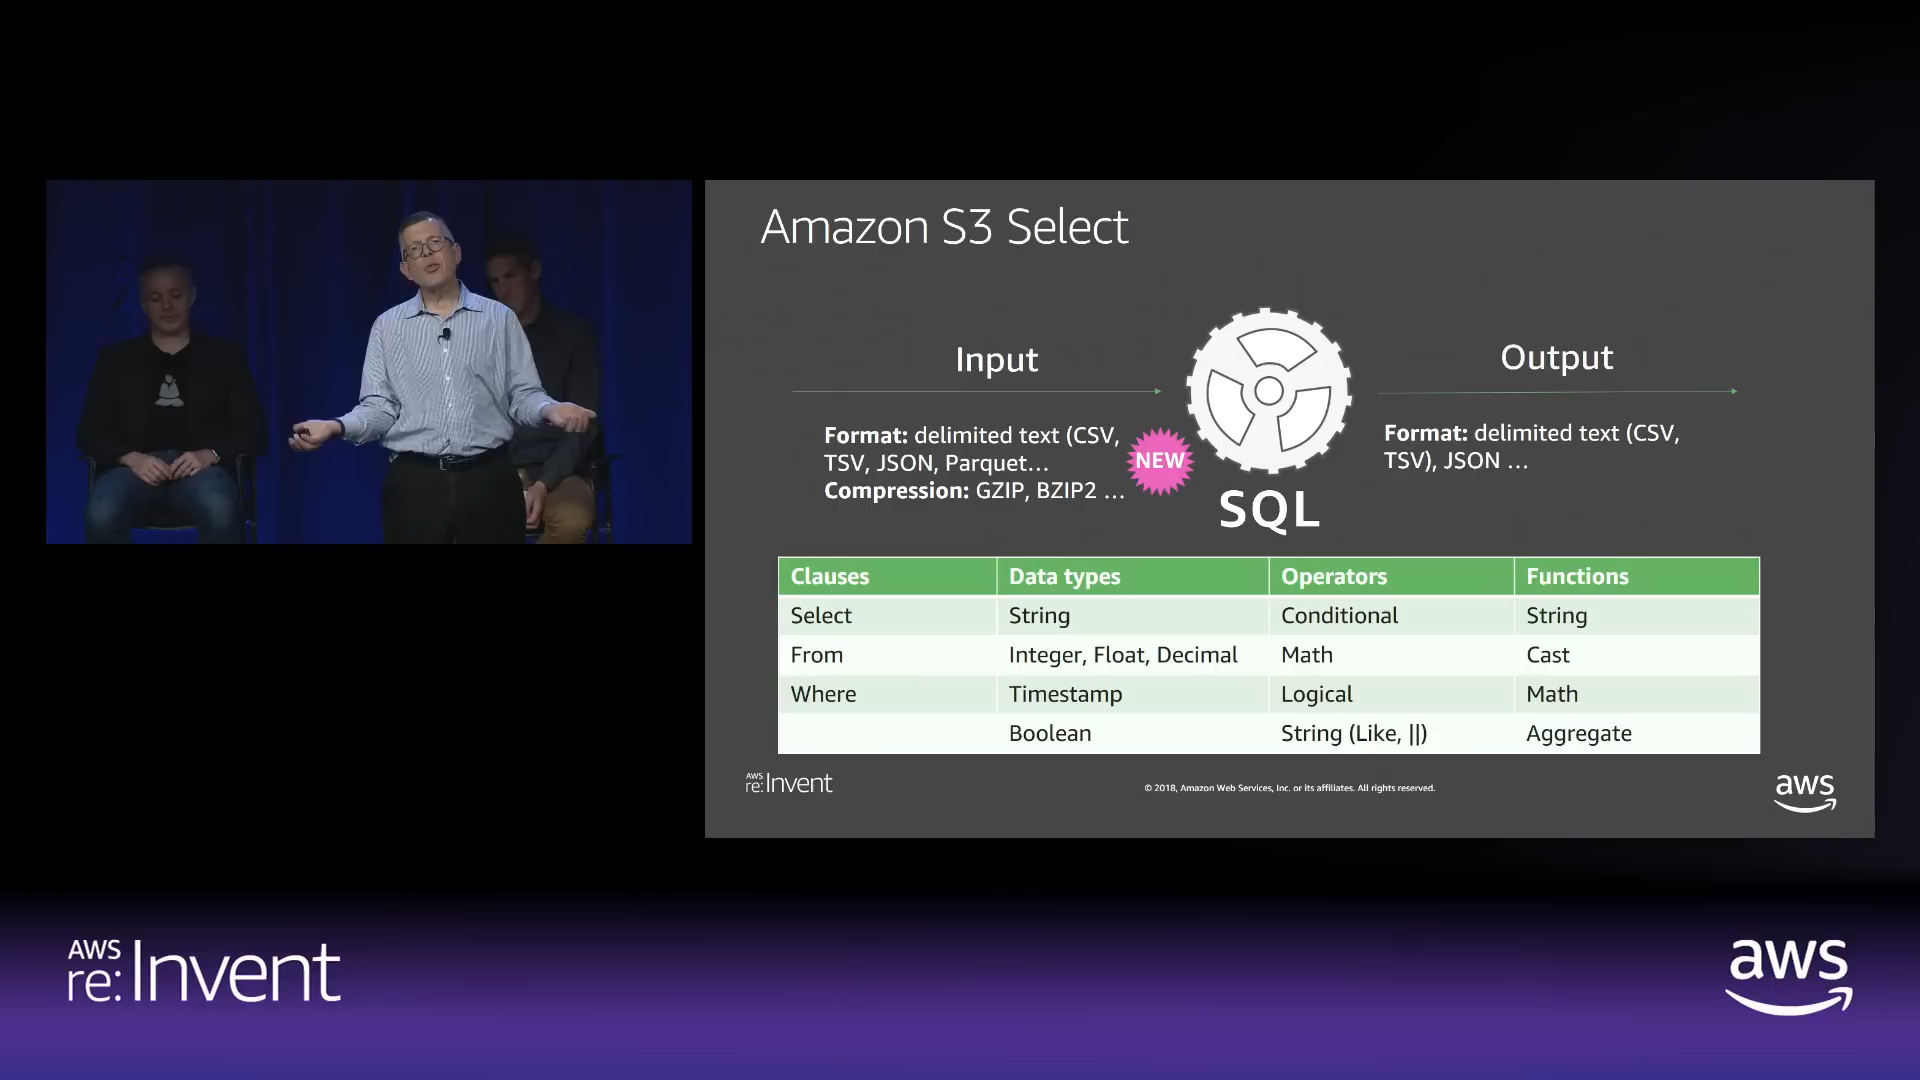 Amazon S3 Select
Input
Format: delimited text (CSV,
TSV, JSON, Parquet...
Compression: GZIP, BZIP2 ...
NEW
SQL
Output
Format: delimited text (CSV,
TSV), JSON ...
Clauses Data types Operators Functions
Select String Conditional String
From Integer, Float, Decimal Math Cast
Where Timestamp Logical Math
Boolean String (Like, ||) Aggregate
AWS
re:Invent
© 2018, Amazon Web Services, Inc. or its affiliates. All rights reserved.
aws
AWS
re:Invent
aws